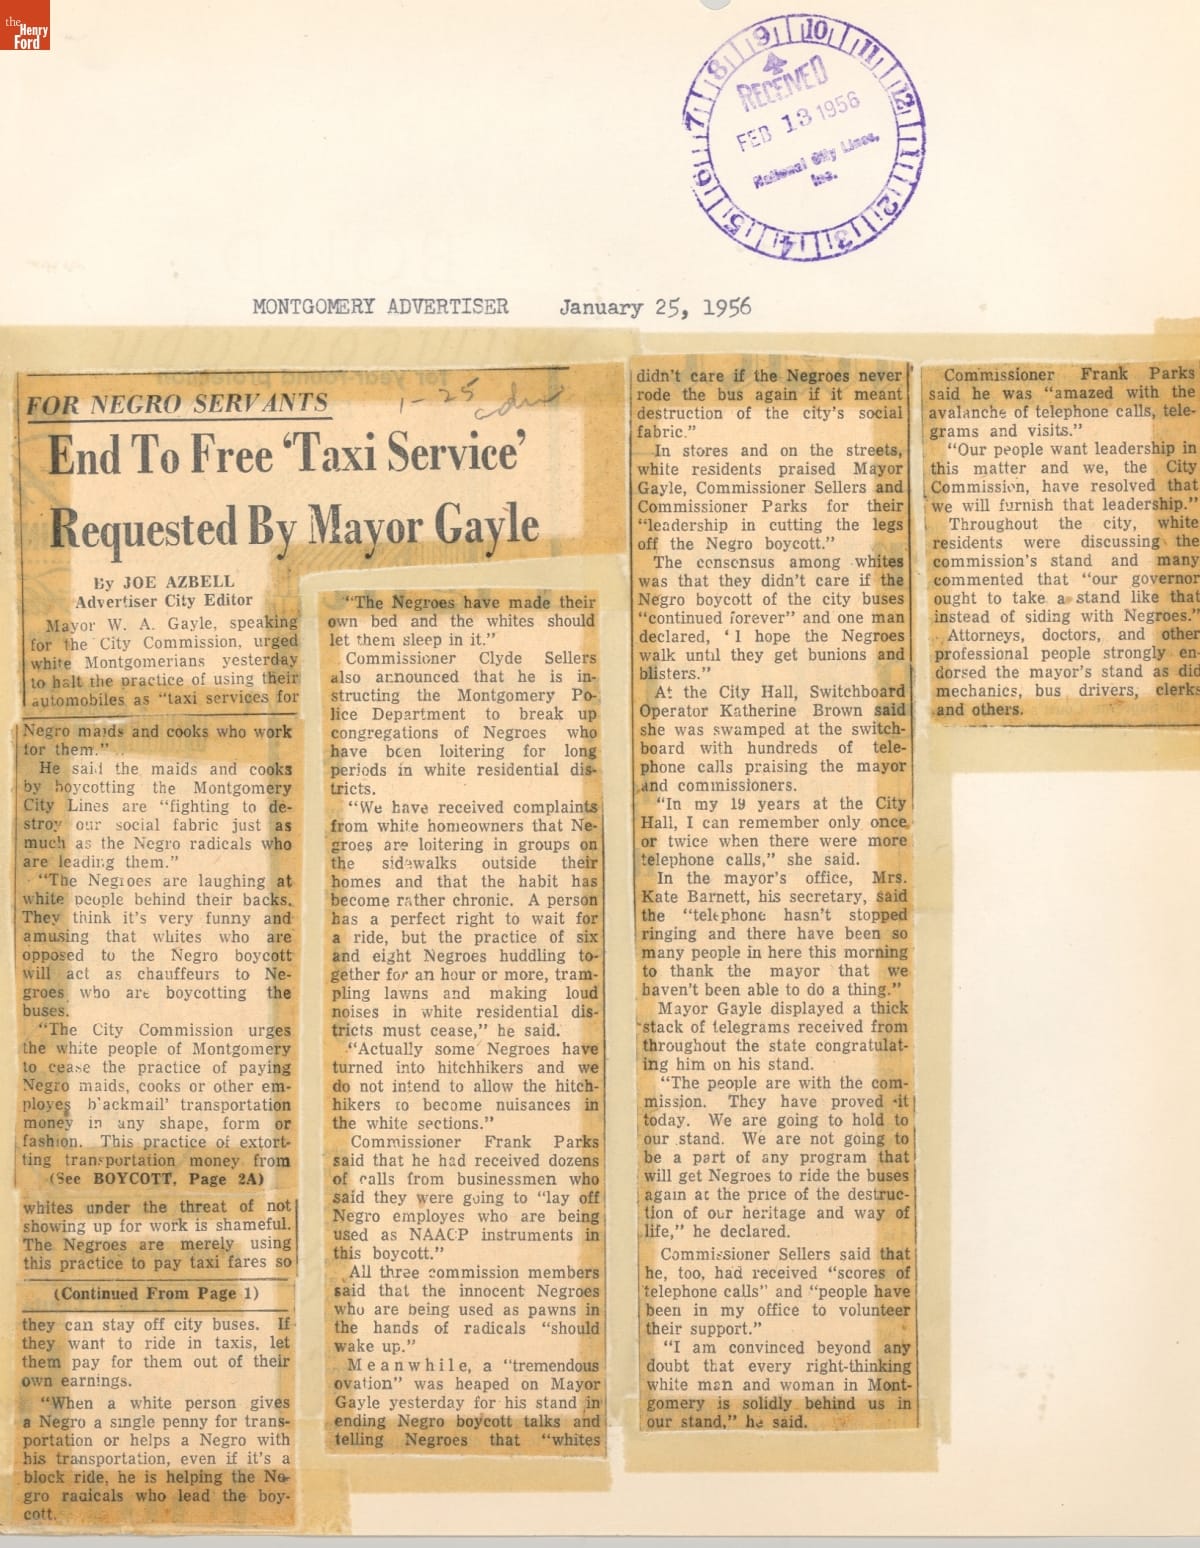 the
Henry
Ford
7 8 9 10 11 12 1 2 3 4 5 6
RECEIVED
FEB 13 1956
National City Lines,
Inc.
MONTGOMERY ADVERTISER January 25, 1956
1-25
FOR NEGRO SERVANTS
End To Free 'Taxi Service'
Requested By Mayor Gayle
By JOE AZBELL
Advertiser City Editor
Mayor W. A. Gayle, speaking
for the City Commission, urged
white Montgomerians yesterday
to halt the practice of using their
automobiles as "taxi services for
Negro maids and cooks who work
for them."
He said the maids and cooks
by boycotting the Montgomery
City Lines are "fighting to de-
stroy our social fabric just as
much as the Negro radicals who
are leading them."
"The Negroes are laughing at
white people behind their backs.
They think it's very funny and
amusing that whites who are
opposed to the Negro boycott
will act as chauffeurs to Ne-
groes who are boycotting the
buses.
"The City Commission urges
the white people of Montgomery
to cease the practice of paying
Negro maids, cooks or other em-
ployes b'ackmail' transportation
money in any shape, form or
fashion. This practice of extort-
ting transportation money from
(See BOYCOTT, Page 2A)
whites under the threat of not
showing up for work is shameful.
The Negroes are merely using
this practice to pay taxi fares so
(Continued From Page 1)
they can stay off city buses. If
they want to ride in taxis, let
them pay for them out of their
own earnings.
"When a white person gives
a Negro a single penny for trans-
portation or helps a Negro with
his transportation, even if it's a
block ride, he is helping the Ne-
gro radicals who lead the boy-
cott.
"The Negroes have made their
own bed and the whites should
let them sleep in it."
Commissioner Clyde Sellers
also announced that he is in-
structing the Montgomery Po-
lice Department to break up
congregations of Negroes who
have been loitering for long
periods in white residential dis-
tricts.
"We have received complaints
from white homeowners that Ne-
groes are loitering in groups on
the sidewalks outside their
homes and that the habit has
become rather chronic. A person
has a perfect right to wait for
a ride, but the practice of six
and eight Negroes huddling to-
gether for an hour or more, tram-
pling lawns and making loud
noises in white residential dis-
tricts must cease," he said.
"Actually some Negroes have
turned into hitchhikers and we
do not intend to allow the hitch-
hikers to become nuisances in
the white sections."
Commissioner Frank Parks
said that he had received dozens
of calls from businessmen who
said they were going to "lay off
Negro employes who are being
used as NAACP instruments in
this boycott."
All three commission members
said that the innocent Negroes
who are being used as pawns in
the hands of radicals "should
wake up."
Meanwhile, a "tremendous
ovation" was heaped on Mayor
Gayle yesterday for his stand in
ending Negro boycott talks and
telling Negroes that "whites
didn't care if the Negroes never
rode the bus again if it meant
destruction of the city's social
fabric."
In stores and on the streets,
white residents praised Mayor
Gayle, Commissioner Sellers and
Commissioner Parks for their
"leadership in cutting the legs
off the Negro boycott."
The consensus among whites
was that they didn't care if the
Negro boycott of the city buses
"continued forever" and one man
declared, 'I hope the Negroes
walk until they get bunions and
blisters."
At the City Hall, Switchboard
Operator Katherine Brown said
she was swamped at the switch-
board with hundreds of tele-
phone calls praising the mayor
and commissioners.
"In my 19 years at the City
Hall, I can remember only once
or twice when there were more
telephone calls," she said.
In the mayor's office, Mrs.
Kate Barnett, his secretary, said
the "telephone hasn't stopped
ringing and there have been so
many people in here this morning
to thank the mayor that we
haven't been able to do a thing."
Mayor Gayle displayed a thick
stack of telegrams received from
throughout the state congratulat-
ing him on his stand.
"The people are with the com-
mission. They have proved it
today. We are going to hold to
our stand. We are not going to
be a part of any program that
will get Negroes to ride the buses
again at the price of the destruc-
tion of our heritage and way of
life," he declared.
Commissioner Sellers said that
he, too, had received "scores of
telephone calls" and "people have
been in my office to volunteer
their support."
"I am convinced beyond any
doubt that every right-thinking
white man and woman in Mont-
gomery is solidly behind us in
our stand," he said.
Commissioner Frank Parks
said he was "amazed with the
avalanche of telephone calls, tele-
grams and visits."
"Our people want leadership in
this matter and we, the City
Commission, have resolved that
we will furnish that leadership."
Throughout the city, white
residents were discussing the
commission's stand and many
commented that "our governor
ought to take a stand like that
instead of siding with Negroes."
Attorneys, doctors, and other
professional people strongly en-
dorsed the mayor's stand as did
mechanics, bus drivers, clerks
and others.